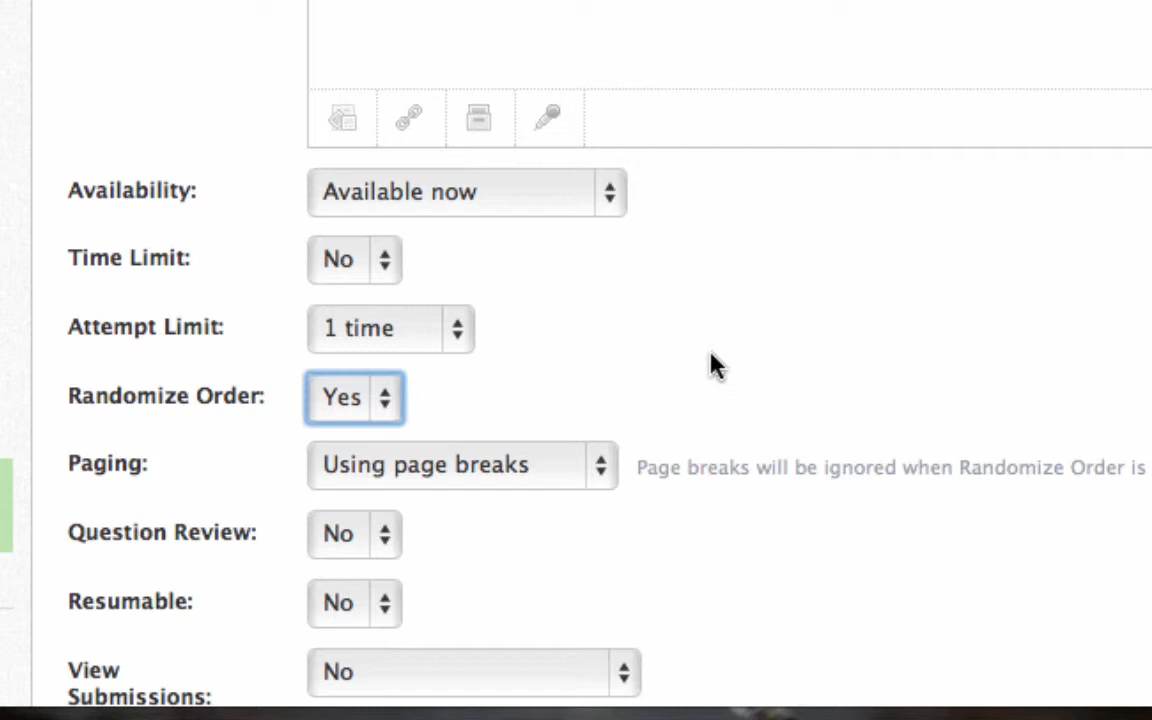 Availability: Available now
Time Limit: No
Attempt Limit: 1 time
Randomize Order: Yes
Paging: Using page breaks Page breaks will be ignored when Randomize Order is
Question Review: No
Resumable: No
View No
Submissions: